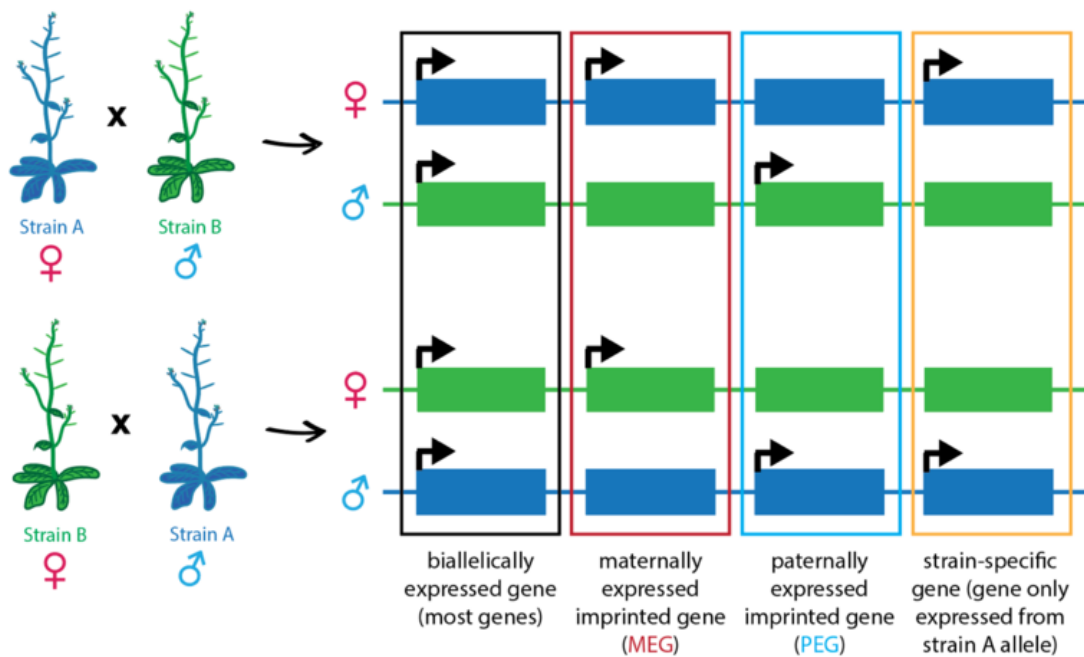 x
Strain A
Strain B
x
Strain B
Strain A
biallelically
expressed gene
(most genes)
maternally
expressed
imprinted gene
(MEG)
paternally
expressed
imprinted gene
(PEG)
strain-specific
gene (gene only
expressed from
strain A allele)